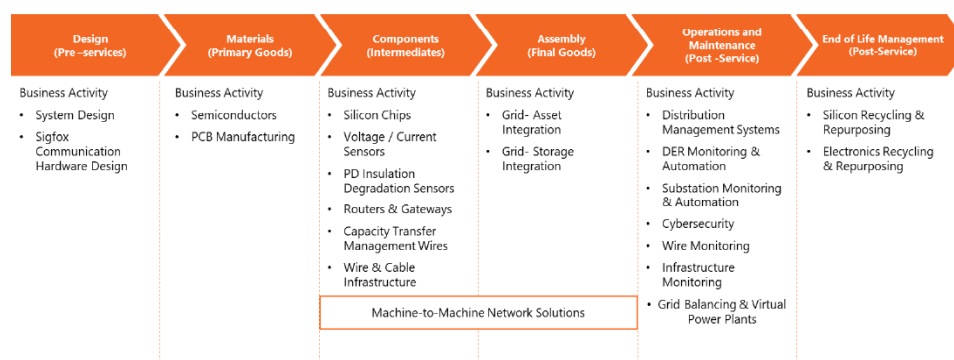 Design
(Pre –services)
Materials
(Primary Goods)
Components
(Intermediates)
Assembly
(Final Goods)
Operations and
Maintenance
(Post -Service)
End of Life Management
(Post-Service)
Business Activity
• System Design
• Sigfox
Communication
Hardware Design
Business Activity
• Semiconductors
• PCB Manufacturing
Business Activity
• Silicon Chips
• Voltage / Current
Sensors
• PD Insulation
Degradation Sensors
• Routers & Gateways
• Capacity Transfer
Management Wires
• Wire & Cable
Infrastructure
Business Activity
• Grid- Asset
Integration
• Grid- Storage
Integration
Machine-to-Machine Network Solutions
Business Activity
• Distribution
Management Systems
• DER Monitoring &
Automation
• Substation Monitoring
& Automation
• Cybersecurity
• Wire Monitoring
• Infrastructure
Monitoring
• Grid Balancing & Virtual
Power Plants
Business Activity
• Silicon Recycling &
Repurposing
• Electronics Recycling
& Repurposing